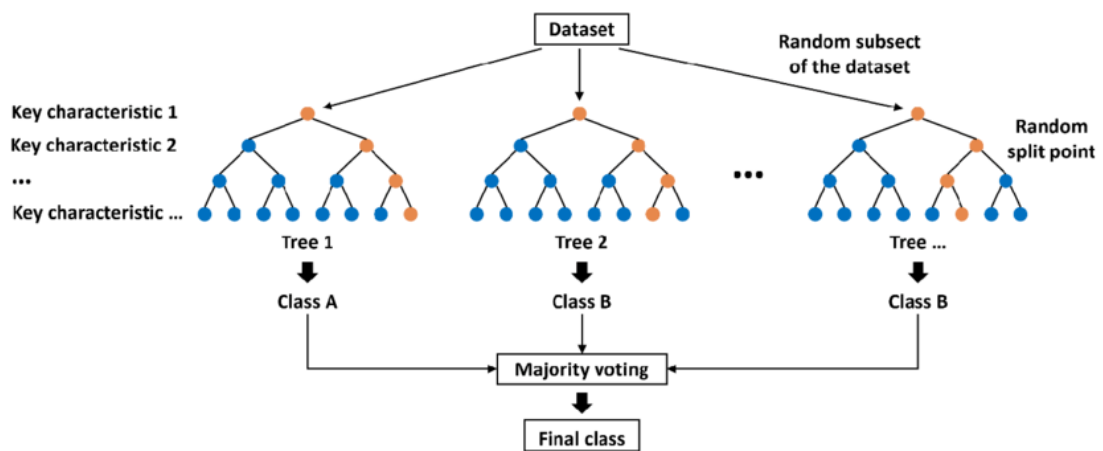 Dataset
Random subsect
of the dataset
Key characteristic 1
Key characteristic 2
Random
split point
...
...
Key characteristic ...
Tree 1
Tree 2
Tree ...
Class A
Class B
Class B
Majority voting
Final class